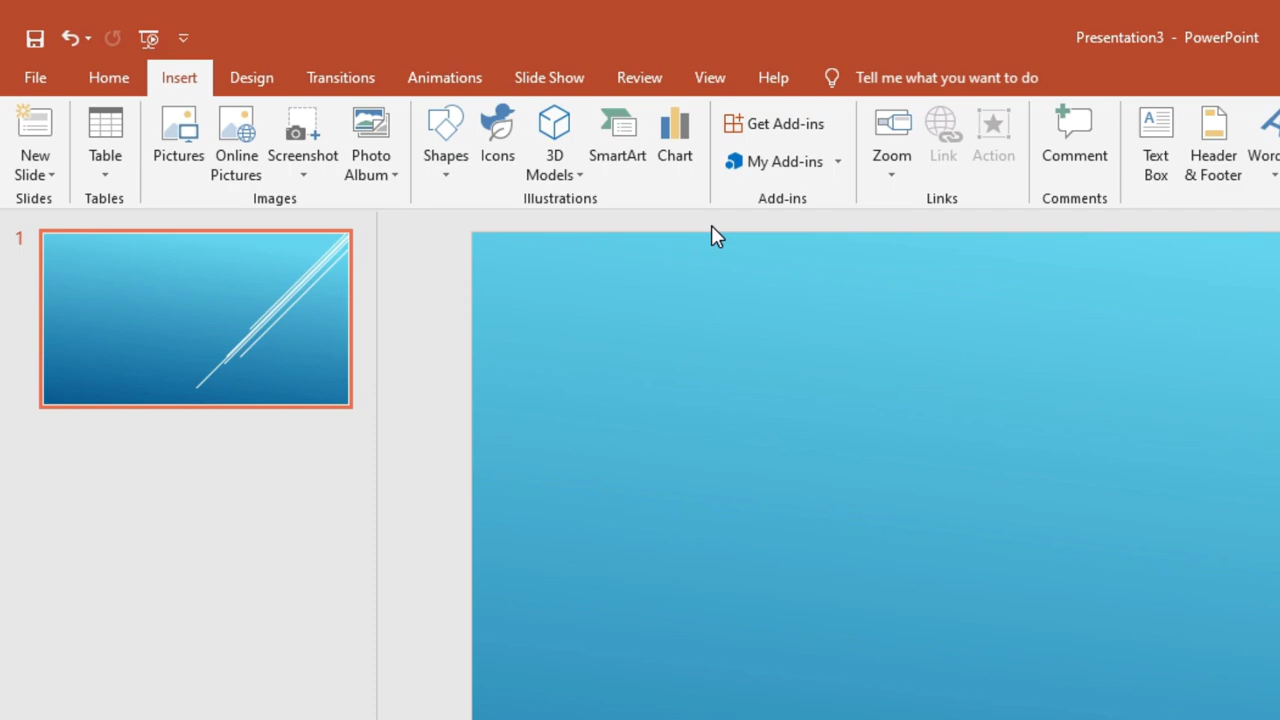 Presentation3 - PowerPoint
File Home Insert Design Transitions Animations Slide Show Review View Help Tell me what you want to do
New Slide
Table
Pictures
Online Pictures
Screenshot
Photo Album
Shapes
Icons
3D Models
SmartArt
Chart
Get Add-ins
My Add-ins
Zoom
Link
Action
Comment
A
Text Box
Header & Footer
Slides Tables Images Illustrations Add-ins Links Comments
1